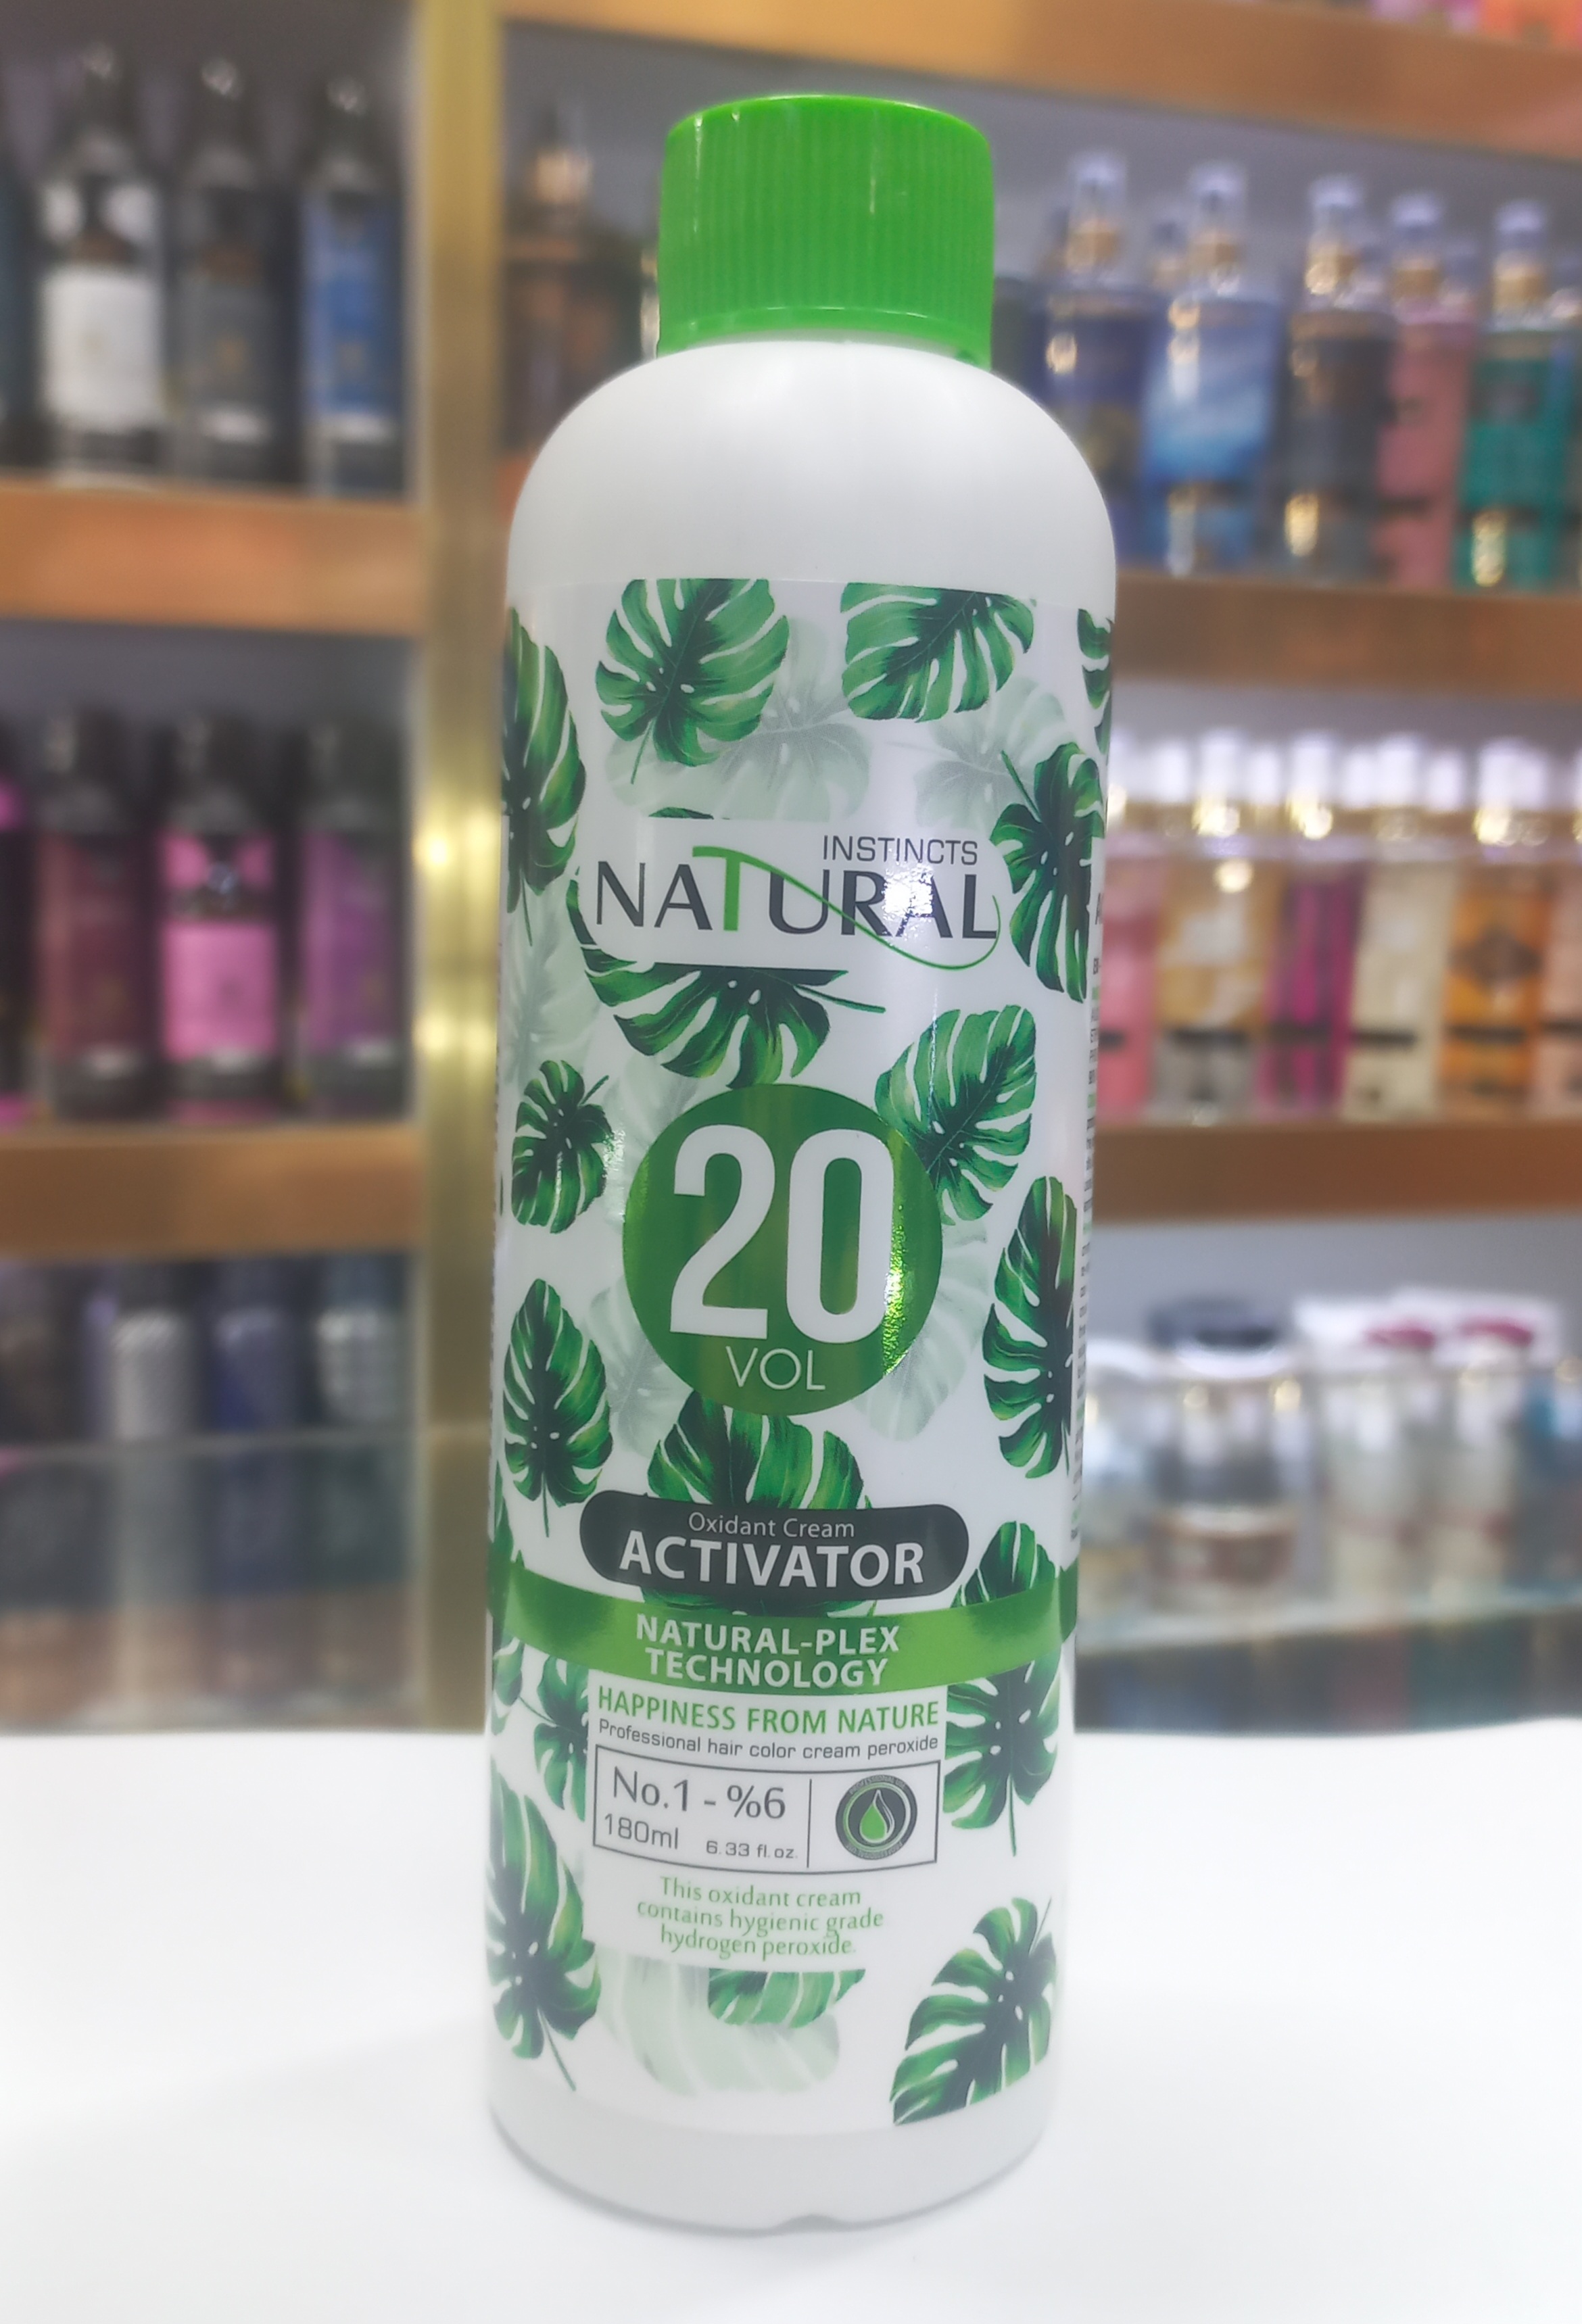 INSTINCTS
NATURAL
20
VOL
Oxidant Cream
ACTIVATOR
NATURAL-PLEX
TECHNOLOGY
HAPPINESS FROM NATURE
Professional hair color cream peroxide
No.1 - %6
180ml 6.33 fl.oz.
This oxidant cream
contains hygienic grade
hydrogen peroxide.